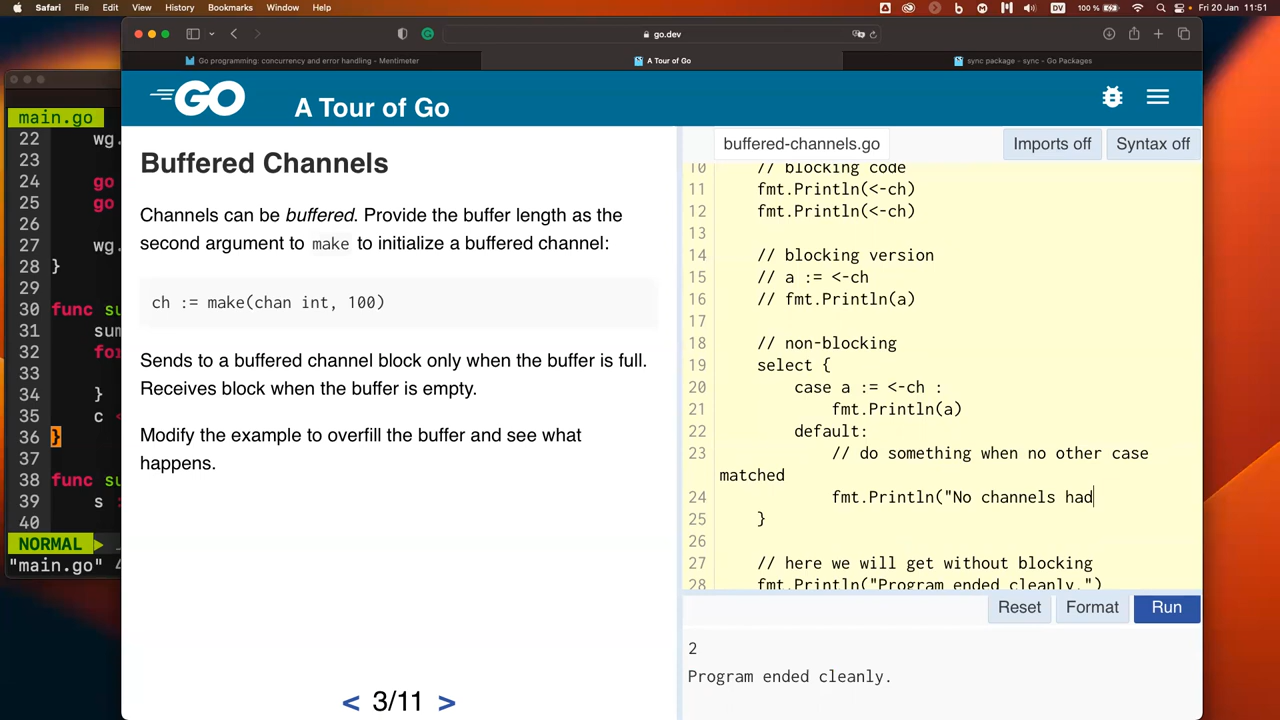 Safari File Edit View History Bookmarks Window Help
100 % Fri 20 Jan 11:51
go.dev
Go programming: concurrency and error handling - Mentimeter
A Tour of Go
sync package - sync - Go Packages
main.go
22 wg.
23
24 go
25 go
26
27 wg.
28 }
29
30 func su
31 sum
32 for
33
34 }
35 c <
36 }
37
38 func su
39 s
40
NORMAL
"main.go" 4
GO
A Tour of Go
Buffered Channels
Channels can be buffered. Provide the buffer length as the
second argument to make to initialize a buffered channel:
ch := make(chan int, 100)
Sends to a buffered channel block only when the buffer is full.
Receives block when the buffer is empty.
Modify the example to overfill the buffer and see what
happens.
< 3/11 >
buffered-channels.go
Imports off
Syntax off
10 // blocking code
11 fmt.Println(<-ch)
12 fmt.Println(<-ch)
13
14 // blocking version
15 // a := <-ch
16 // fmt.Println(a)
17
18 // non-blocking
19 select {
20 case a := <-ch :
21 fmt.Println(a)
22 default:
23 // do something when no other case
matched
24 fmt.Println("No channels had
25 }
26
27 // here we will get without blocking
28 fmt.Println("Program ended cleanly.")
Reset
Format
Run
2
Program ended cleanly.